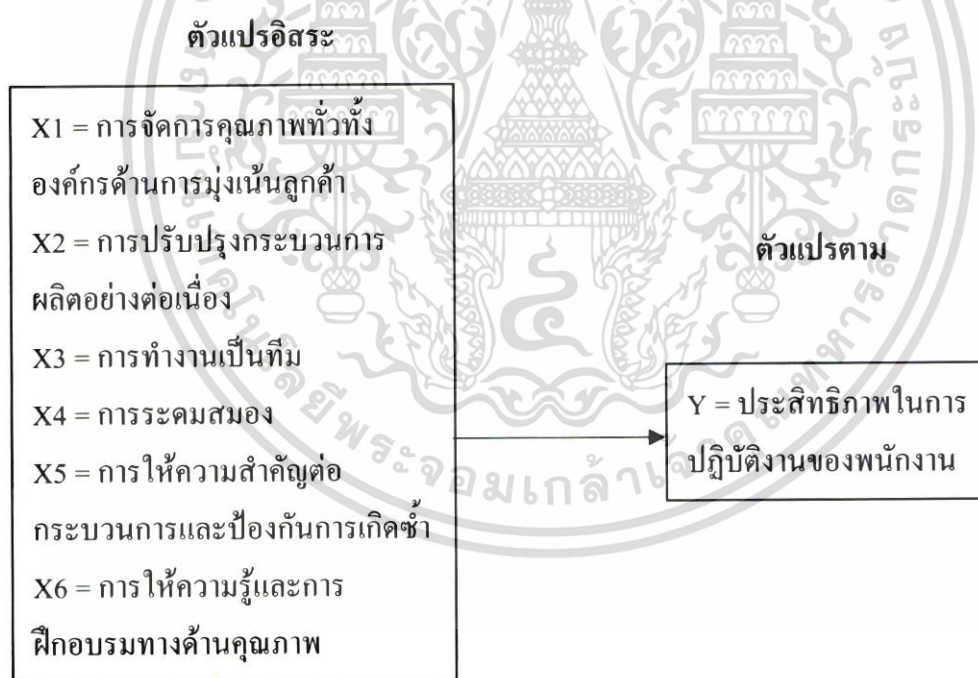 ตัวแปรอิสระ
X1 = การจัดการคุณภาพทั่วทั้ง
องค์กรด้านการมุ่งเน้นลูกค้า
X2 = การปรับปรุงกระบวนการ
ผลิตอย่างต่อเนื่อง
X3 = การทำงานเป็นทีม
X4 = การระดมสมอง
X5 = การให้ความสำคัญต่อ
กระบวนการและป้องกันการเกิดซ้ำ
X6 = การให้ความรู้และการ
ฝึกอบรมทางด้านคุณภาพ
ตัวแปรตาม
Y = ประสิทธิภาพในการ
ปฏิบัติงานของพนักงาน